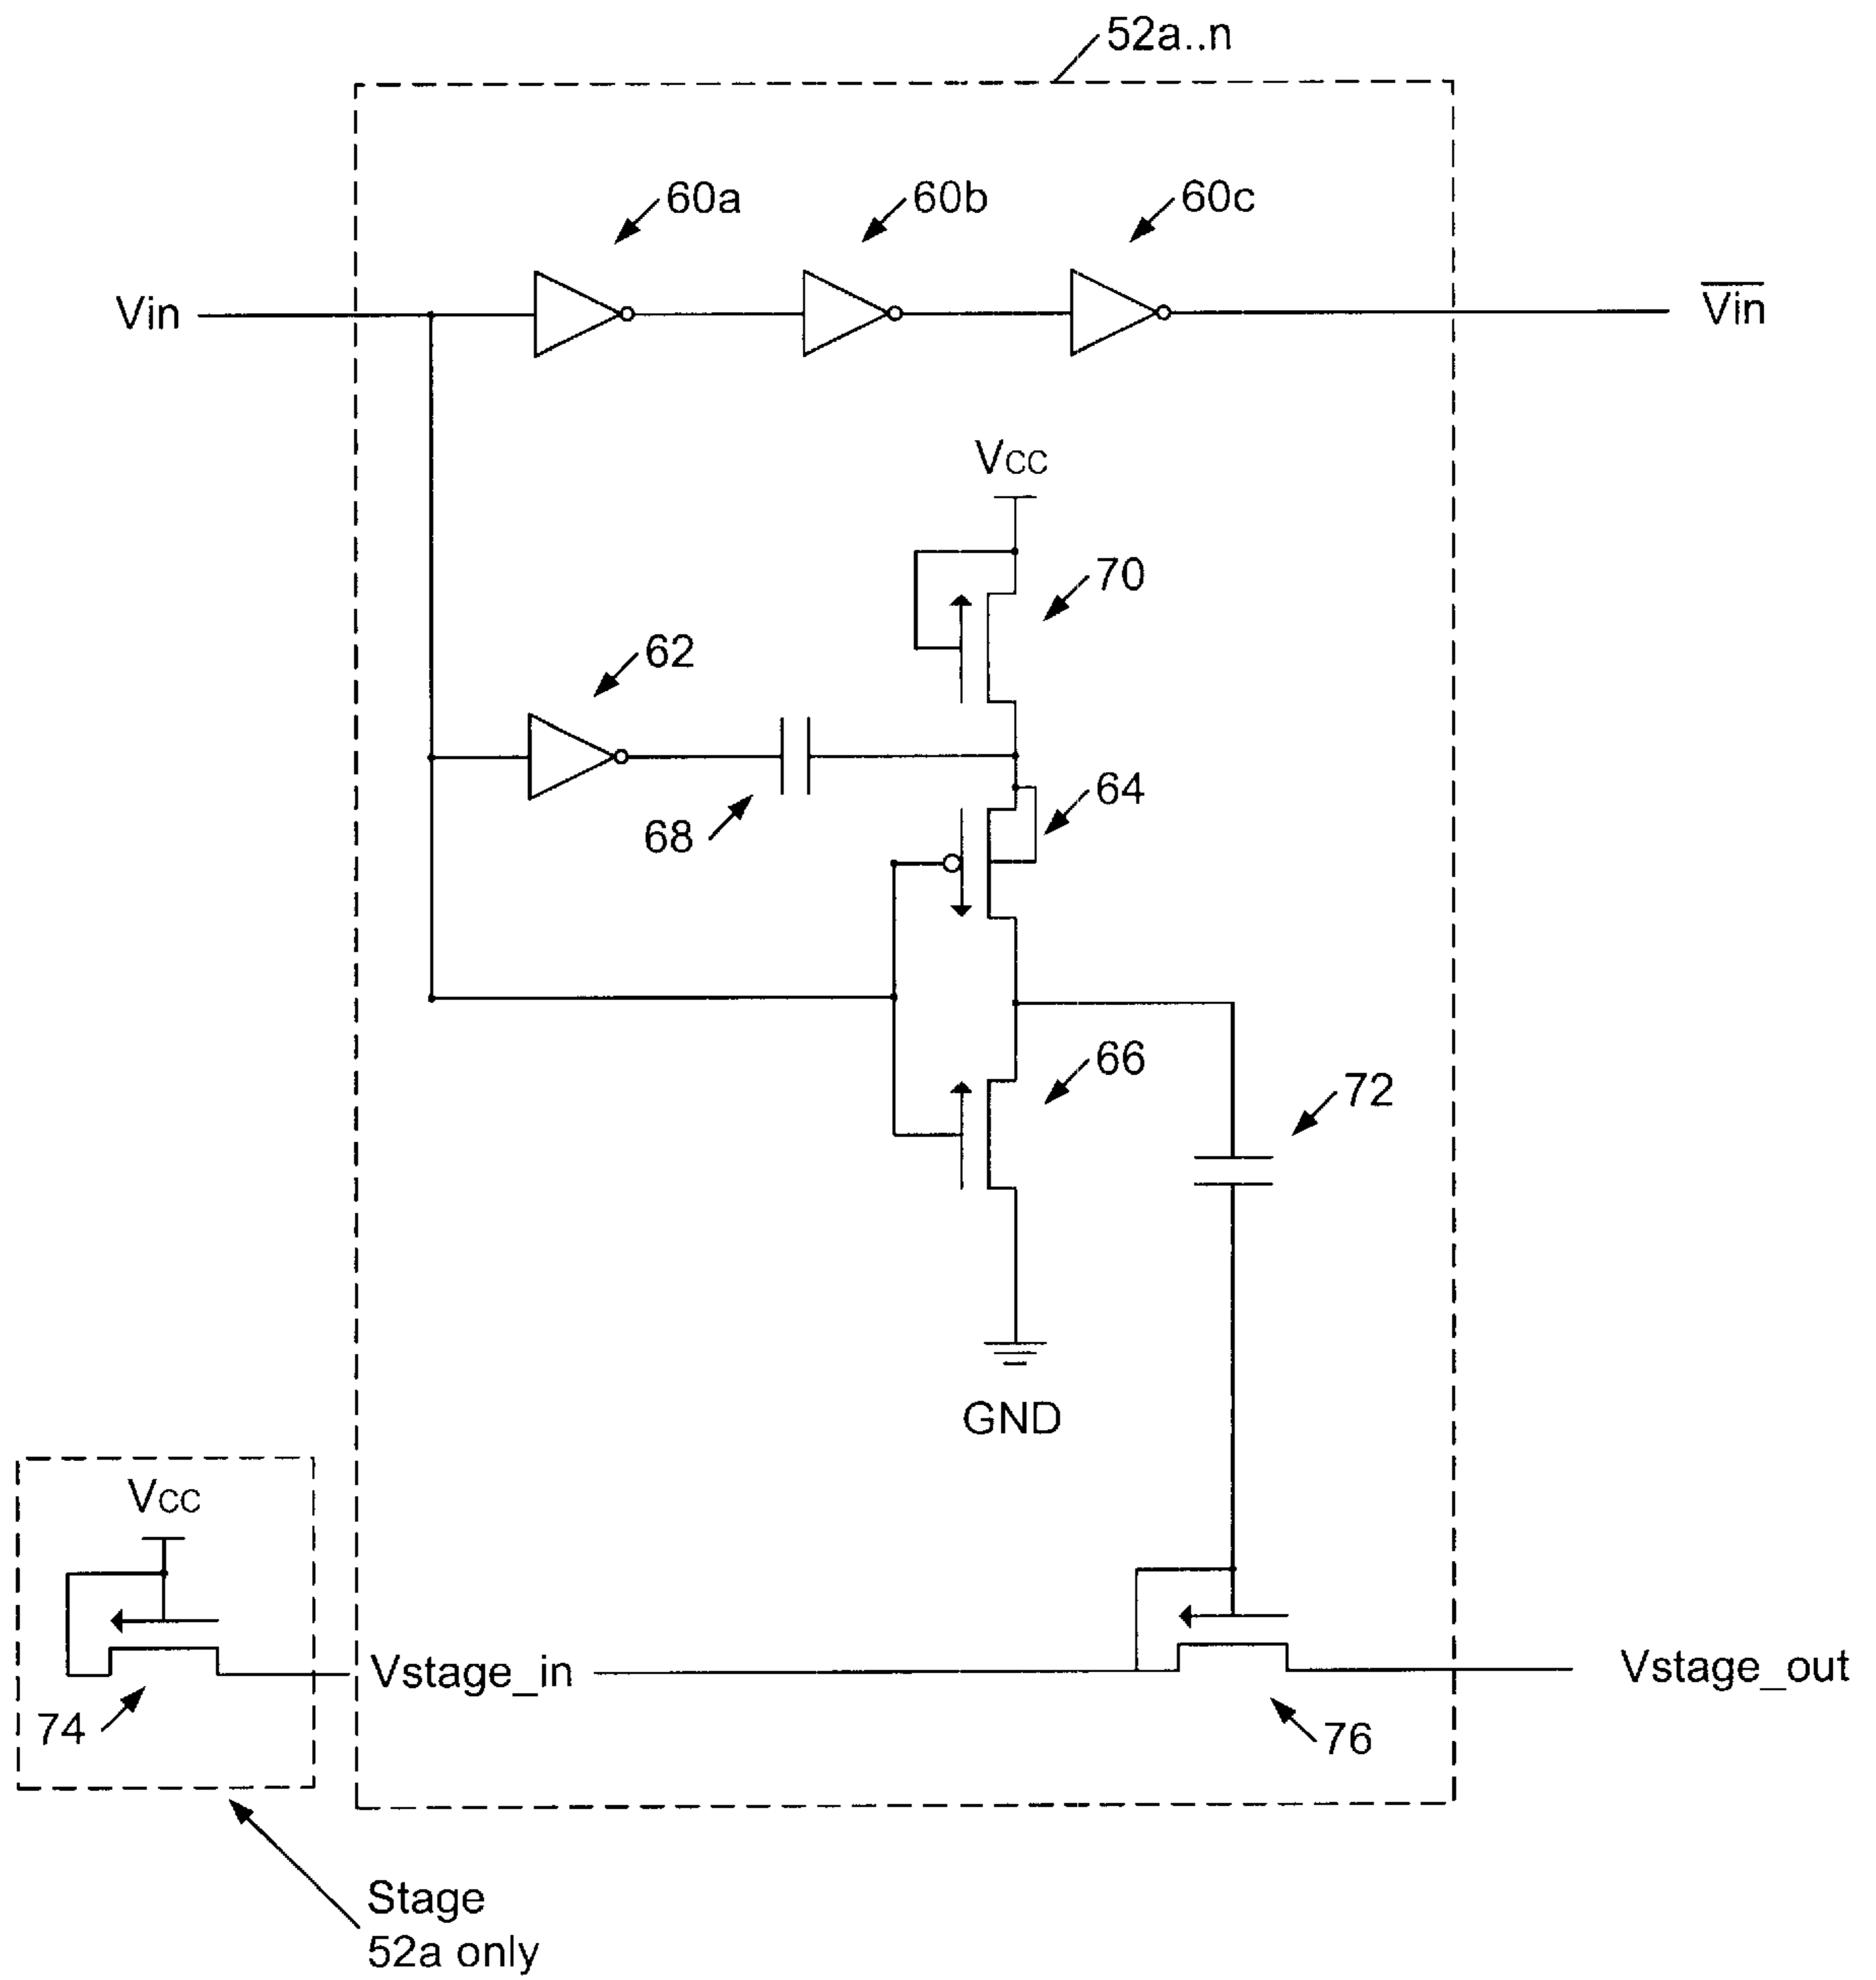 52a..n
60a
60b
60c
Vin
V̅i̅n̅
VCC
70
62
64
68
66
72
GND
VCC
Vstage_in
Vstage_out
74
76
Stage
52a only